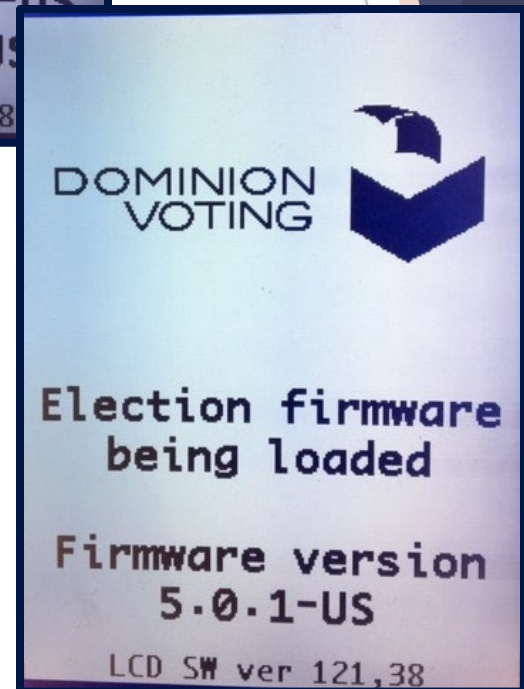 DOMINION
VOTING
Election firmware
being loaded
Firmware version
5.0.1-US
LCD SW ver 121,38